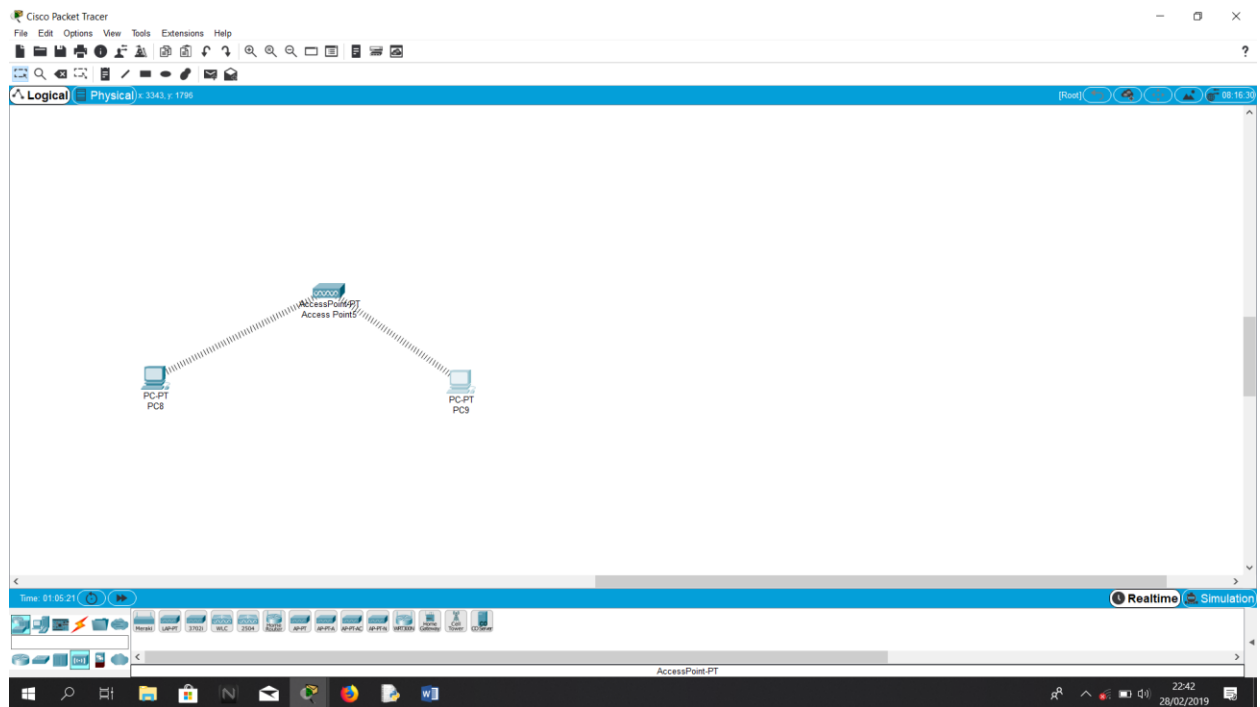 Cisco Packet Tracer
File Edit Options View Tools Extensions Help
?
Logical Physical x: 3343, y: 1796 [Root] 08:16:30
AccessPoint-PT
Access Point5
PC-PT
PC8
PC-PT
PC9
Time: 01:05:21 Realtime Simulation
Meraki LAP-PT 3702i WLC 2504 Home Router AP-PT AP-PT-A AP-PT-AC AP-PT-N WRT300N Home Gateway Cell Tower CO Server
AccessPoint-PT
22:42
28/02/2019